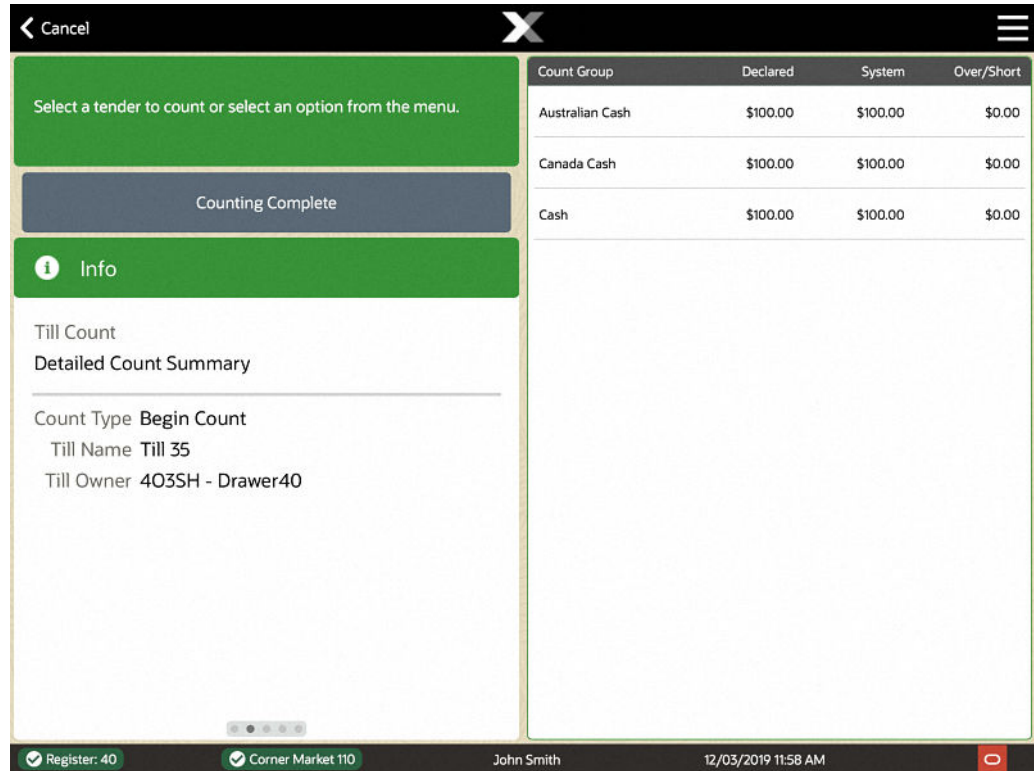 Cancel
Select a tender to count or select an option from the menu.
Counting Complete
Info
Till Count
Detailed Count Summary
Count Type Begin Count
Till Name Till 35
Till Owner 4O3SH - Drawer40
Count Group Declared System Over/Short
Australian Cash $100.00 $100.00 $0.00
Canada Cash $100.00 $100.00 $0.00
Cash $100.00 $100.00 $0.00
Register: 40 Corner Market 110 John Smith 12/03/2019 11:58 AM